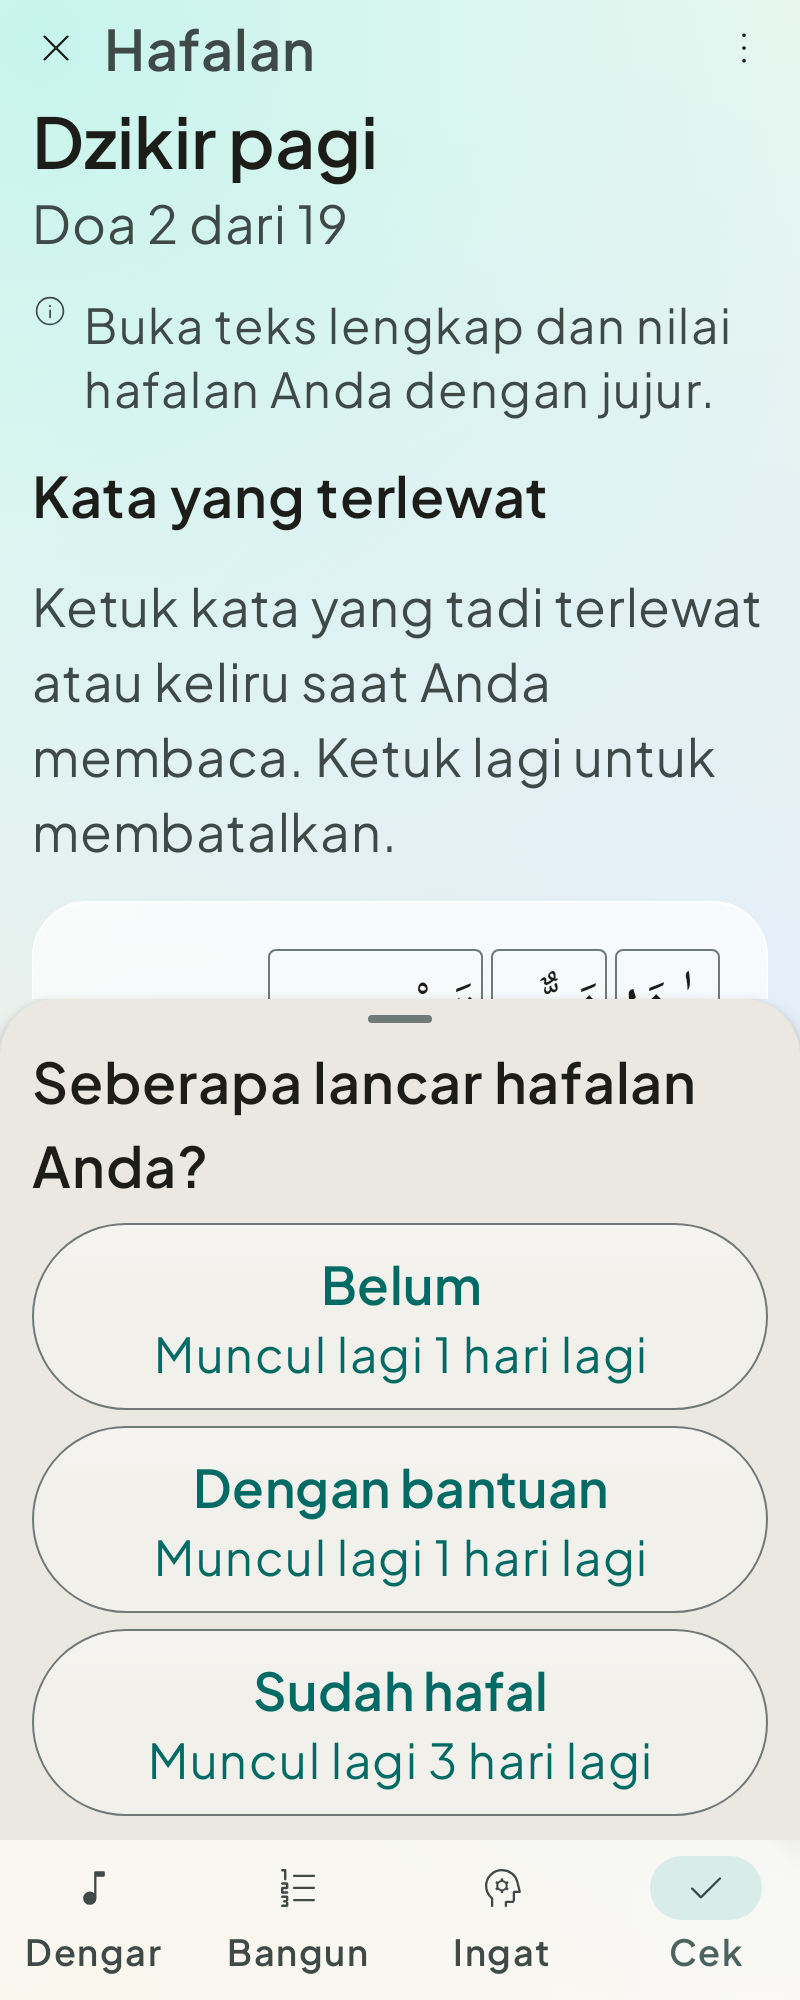 Hafalan
Dzikir pagi
Doa 2 dari 19
Buka teks lengkap dan nilai
hafalan Anda dengan jujur.
Kata yang terlewat
Ketuk kata yang tadi terlewat
atau keliru saat Anda
membaca. Ketuk lagi untuk
membatalkan.
Seberapa lancar hafalan
Anda?
Belum
Muncul lagi 1 hari lagi
Dengan bantuan
Muncul lagi 1 hari lagi
Sudah hafal
Muncul lagi 3 hari lagi
Dengar
Bangun
Ingat
Cek